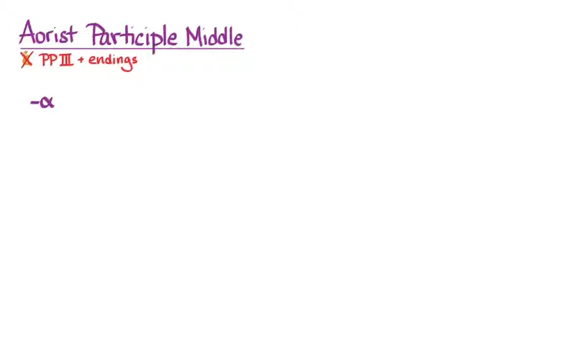 Aorist Participle Middle
ἐ PP III + endings
-α